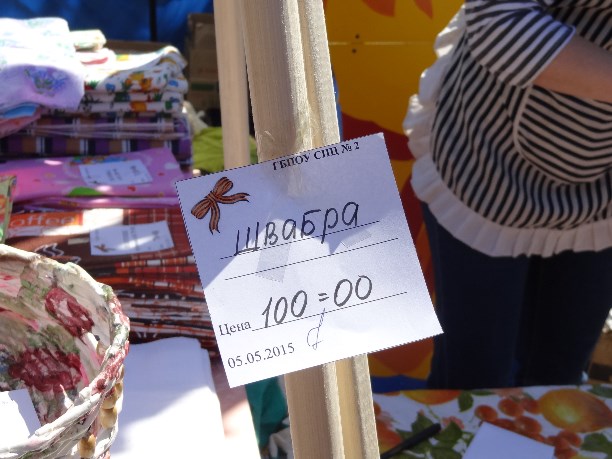 ГБПОУ СПЦ № 2
Швабра
Цена 100=00
05.05.2015